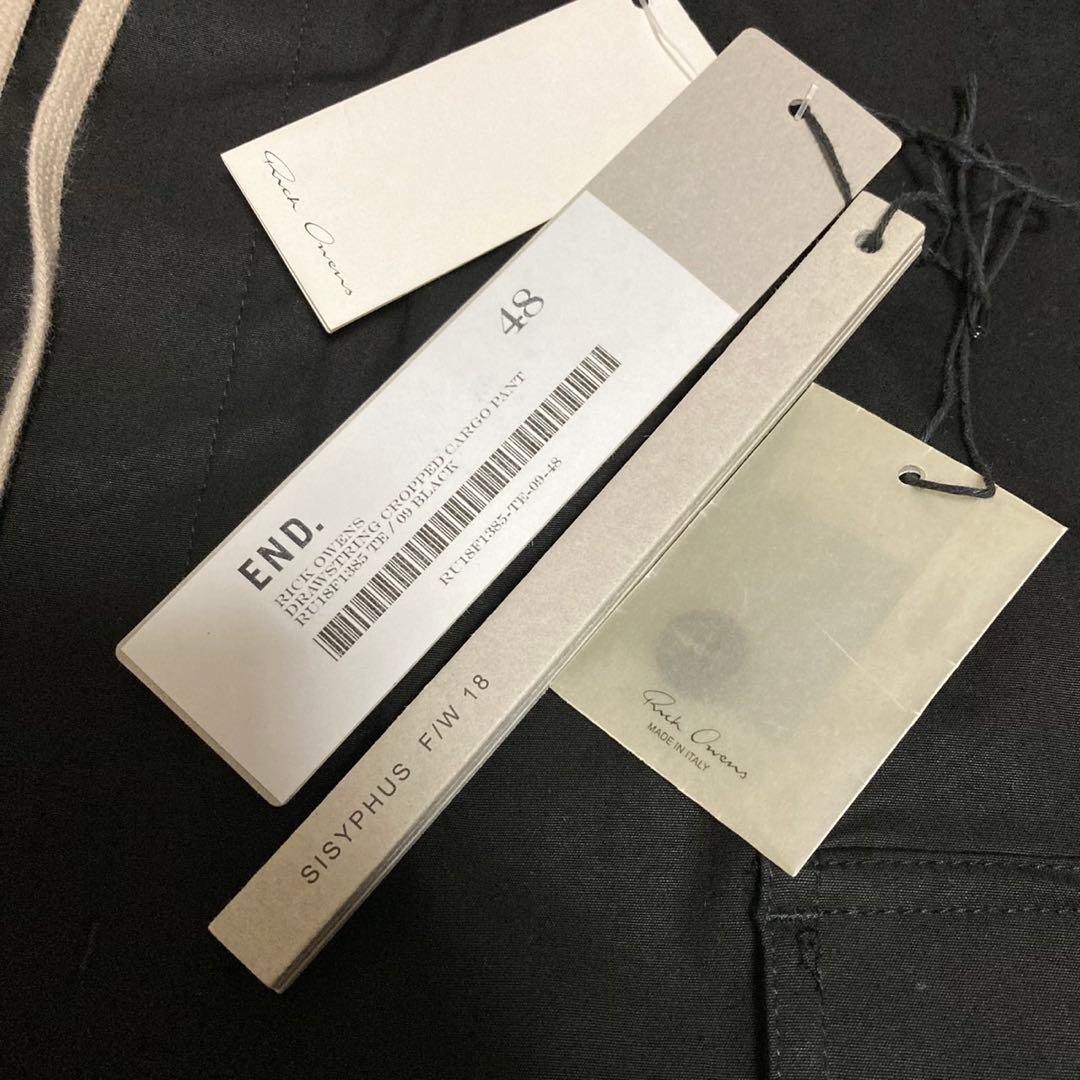 Rick Owens
48
END.
RICK OWENS
DRAWSTRING CROPPED CARGO PANT
RU18F1385 TE / 09 BLACK
RU18F1385-TE-09-48
SISYPHUS F/W 18
Rick Owens
MADE IN ITALY